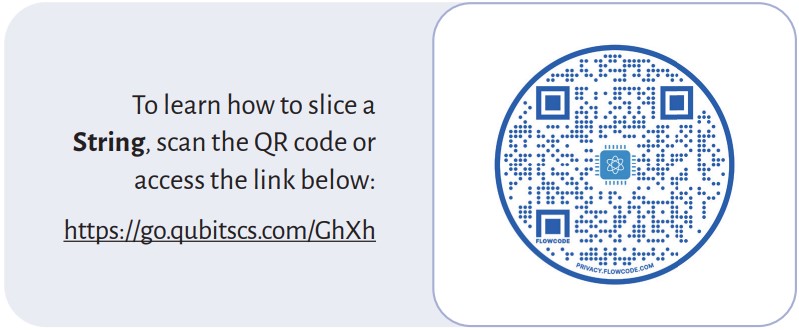 To learn how to slice a
String, scan the QR code or
access the link below:
https://go.qubitscs.com/GhXh
FLOWCODE
PRIVACY.FLOWCODE.COM